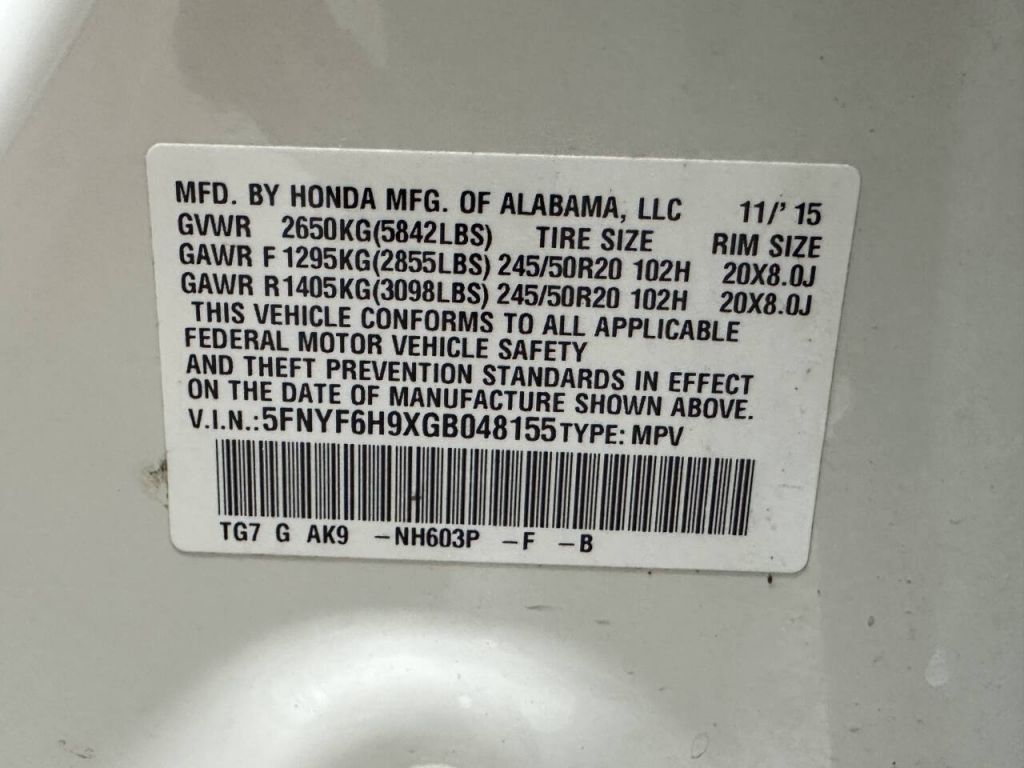 MFD. BY HONDA MFG. OF ALABAMA, LLC 11/' 15
GVWR 2650KG(5842LBS) TIRE SIZE RIM SIZE
GAWR F 1295KG(2855LBS) 245/50R20 102H 20X8.0J
GAWR R1405KG(3098LBS) 245/50R20 102H 20X8.0J
THIS VEHICLE CONFORMS TO ALL APPLICABLE
FEDERAL MOTOR VEHICLE SAFETY
AND THEFT PREVENTION STANDARDS IN EFFECT
ON THE DATE OF MANUFACTURE SHOWN ABOVE.
V.I.N.:5FNYF6H9XGB048155 TYPE: MPV
TG7 G AK9 –NH603P –F –B